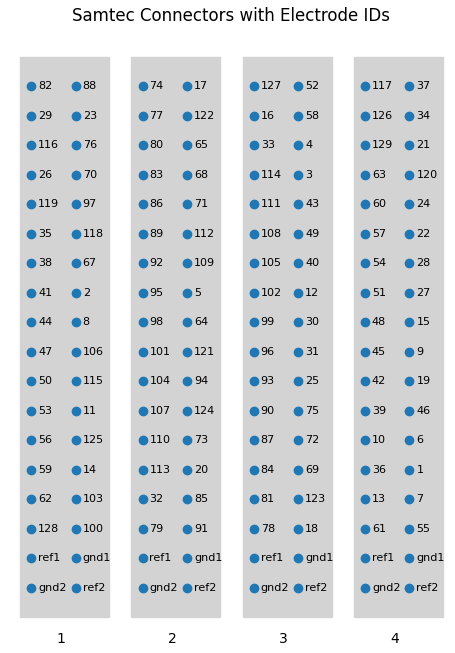 Samtec Connectors with Electrode IDs
82 88 74 17 127 52 117 37
29 23 77 122 16 58 126 34
116 76 80 65 33 4 129 21
26 70 83 68 114 3 63 120
119 97 86 71 111 43 60 24
35 118 89 112 108 49 57 22
38 67 92 109 105 40 54 28
41 2 95 5 102 12 51 27
44 8 98 64 99 30 48 15
47 106 101 121 96 31 45 9
50 115 104 94 93 25 42 19
53 11 107 124 90 75 39 46
56 125 110 73 87 72 10 6
59 14 113 20 84 69 36 1
62 103 32 85 81 123 13 7
128 100 79 91 78 18 61 55
ref1 gnd1 ref1 gnd1 ref1 gnd1 ref1 gnd1
gnd2 ref2 gnd2 ref2 gnd2 ref2 gnd2 ref2
1 2 3 4